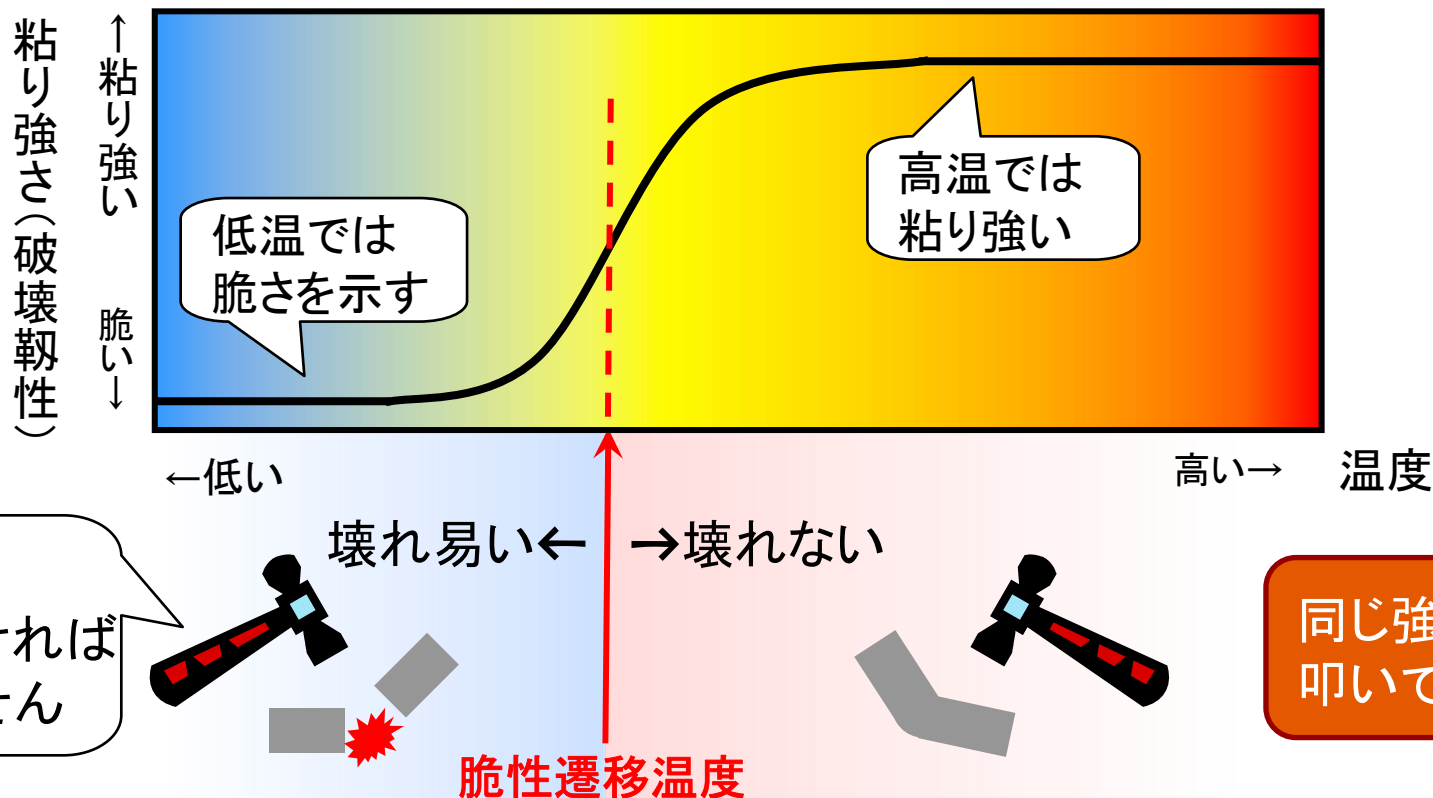 粘り強さ(破壊靱性)
↑粘り強い
脆い↓
低温では
脆さを示す
高温では
粘り強い
←低い
高い→
温度
壊れ易い←
→壊れない
ければ
せん
同じ強
叩いて
脆性遷移温度